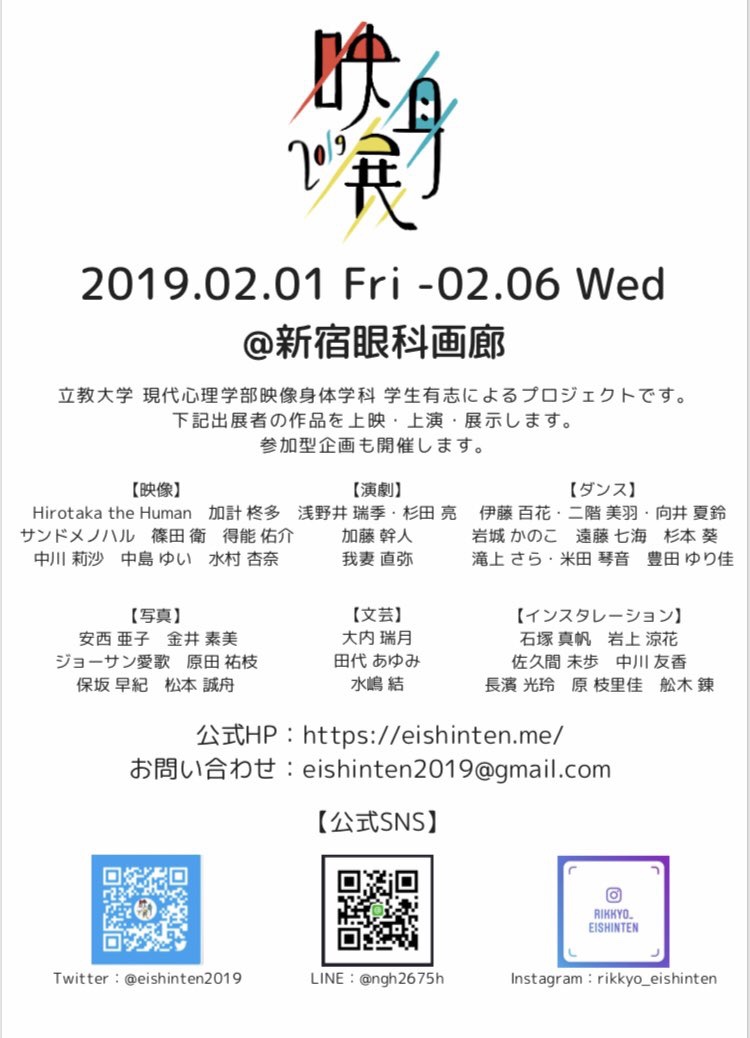 映身展
2019
2019.02.01 Fri -02.06 Wed
@新宿眼科画廊
立教大学 現代心理学部映像身体学科 学生有志によるプロジェクトです。
下記出展者の作品を上映・上演・展示します。
参加型企画も開催します。
【映像】
Hirotaka the Human　加計 柊多
サンドメノハル　篠田 衛　得能 佑介
中川 莉沙　中島 ゆい　水村 杏奈
【演劇】
浅野井 瑞季・杉田 亮
加藤 幹人
我妻 直弥
【ダンス】
伊藤 百花・二階 美羽・向井 夏鈴
岩城 かのこ　遠藤 七海　杉本 葵
滝上 さら・米田 琴音　豊田 ゆり佳
【写真】
安西 亜子　金井 素美
ジョーサン愛歌　原田 祐枝
保坂 早紀　松本 誠舟
【文芸】
大内 瑞月
田代 あゆみ
水嶋 結
【インスタレーション】
石塚 真帆　岩上 涼花
佐久間 未歩　中川 友香
長濱 光玲　原 枝里佳　舩木 錬
公式HP：https://eishinten.me/
お問い合わせ：eishinten2019@gmail.com
【公式SNS】
Twitter：@eishinten2019
LINE：@ngh2675h
RIKKYO_
EISHINTEN
Instagram：rikkyo_eishinten